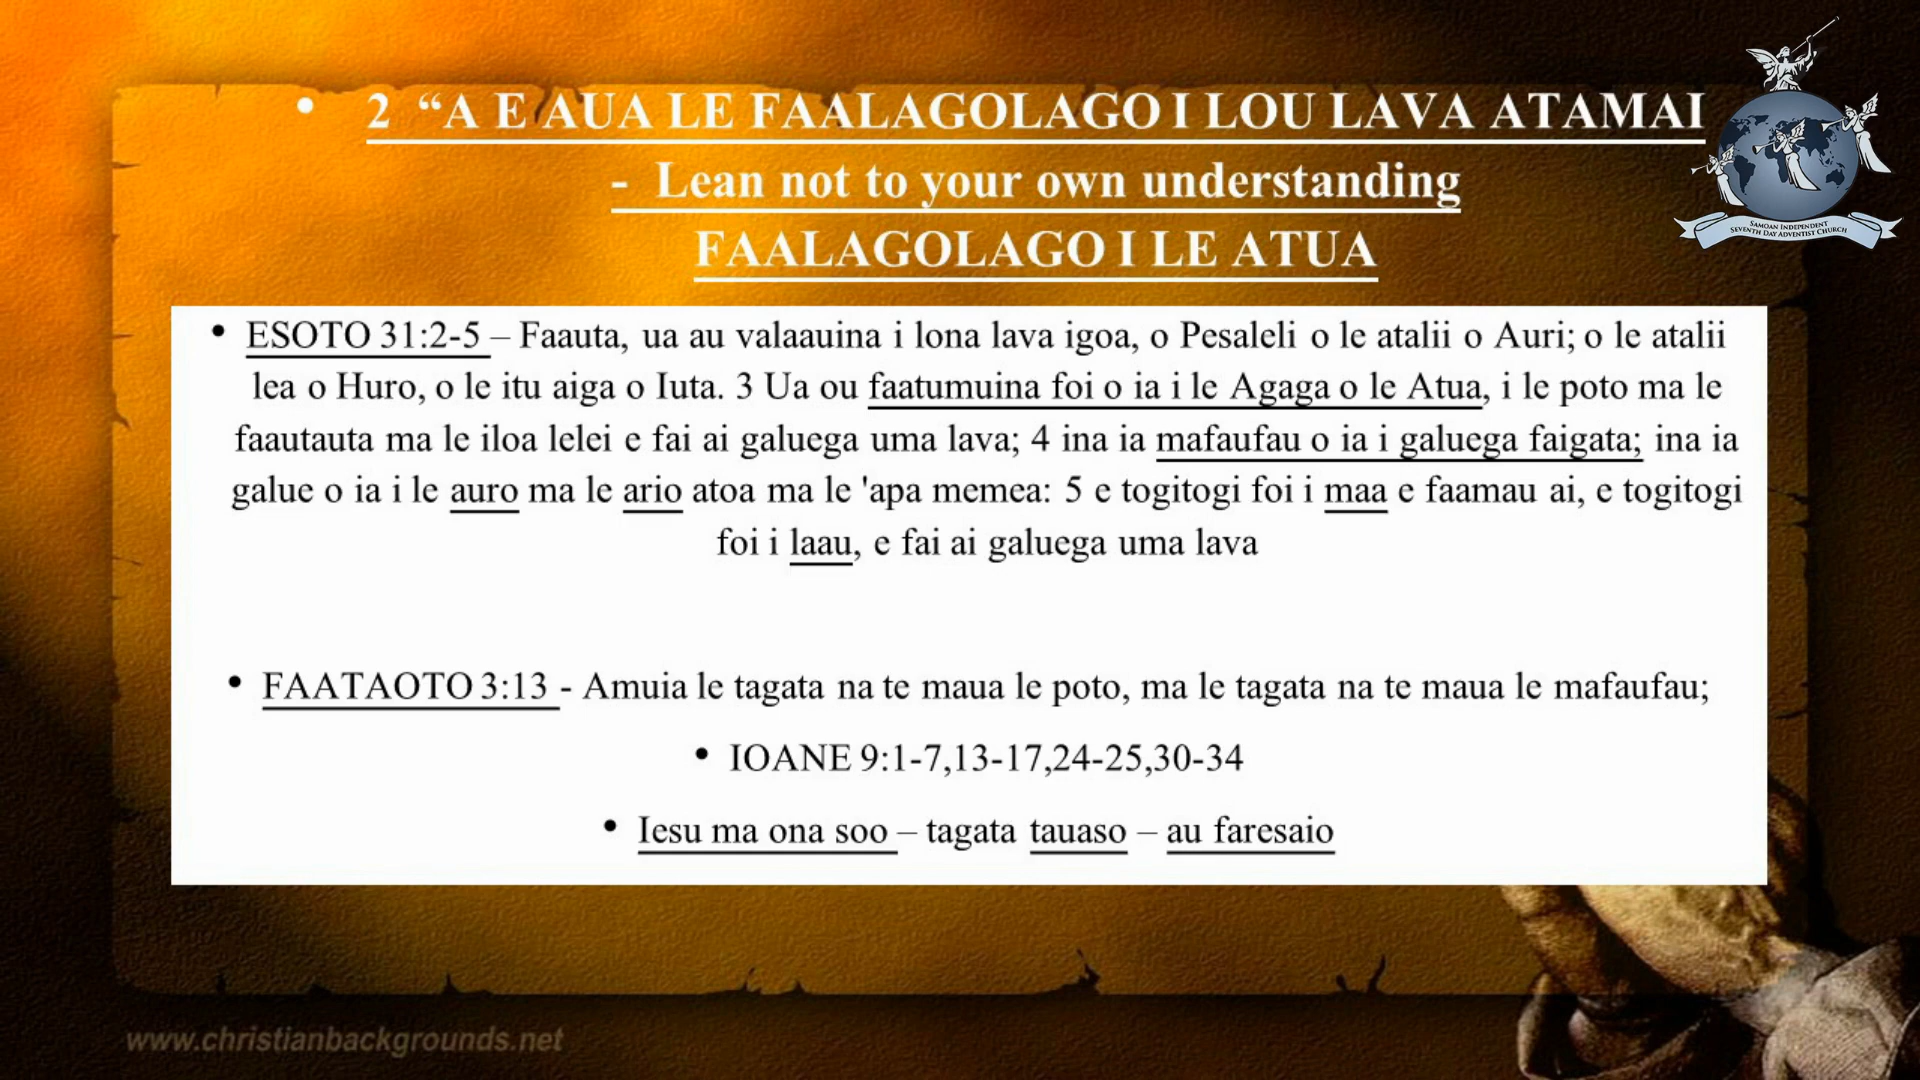 • 2 “A E AUA LE FAALAGOLAGO I LOU LAVA ATAMAI
- Lean not to your own understanding
FAALAGOLAGO I LE ATUA
SAMOAN INDEPENDENT
SEVENTH DAY ADVENTIST CHURCH
• ESOTO 31:2-5 – Faauta, ua au valaauina i lona lava igoa, o Pesaleli o le atalii o Auri; o le atalii
lea o Huro, o le itu aiga o Iuta. 3 Ua ou faatumuina foi o ia i le Agaga o le Atua, i le poto ma le
faautauta ma le iloa lelei e fai ai galuega uma lava; 4 ina ia mafaufau o ia i galuega faigata; ina ia
galue o ia i le auro ma le ario atoa ma le 'apa memea: 5 e togitogi foi i maa e faamau ai, e togitogi
foi i laau, e fai ai galuega uma lava
• FAATAOTO 3:13 - Amuia le tagata na te maua le poto, ma le tagata na te maua le mafaufau;
• IOANE 9:1-7,13-17,24-25,30-34
• Iesu ma ona soo – tagata tauaso – au faresaio
www.christianbackgrounds.net